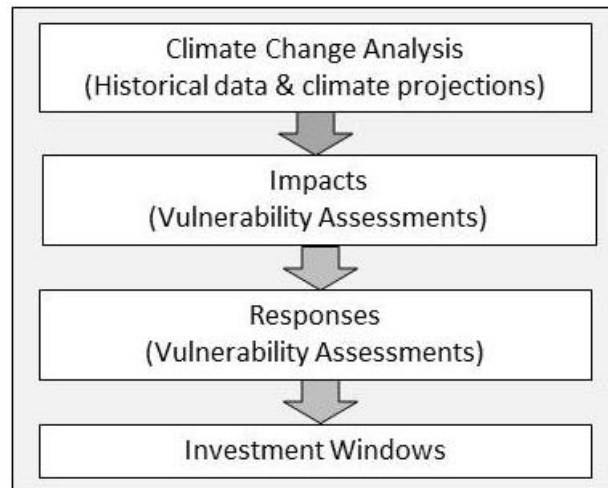 Climate Change Analysis
(Historical data & climate projections)
Impacts
(Vulnerability Assessments)
Responses
(Vulnerability Assessments)
Investment Windows